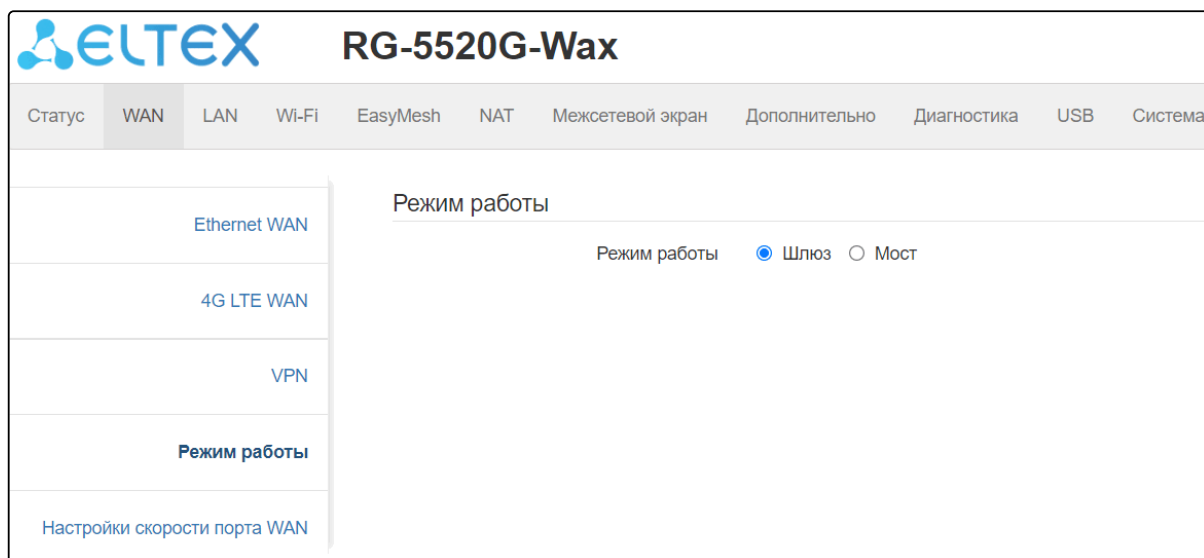 ELTEX RG-5520G-Wax
Статус WAN LAN Wi-Fi EasyMesh NAT Межсетевой экран Дополнительно Диагностика USB Система
Ethernet WAN
4G LTE WAN
VPN
Режим работы
Настройки скорости порта WAN
Режим работы
Режим работы Шлюз Мост